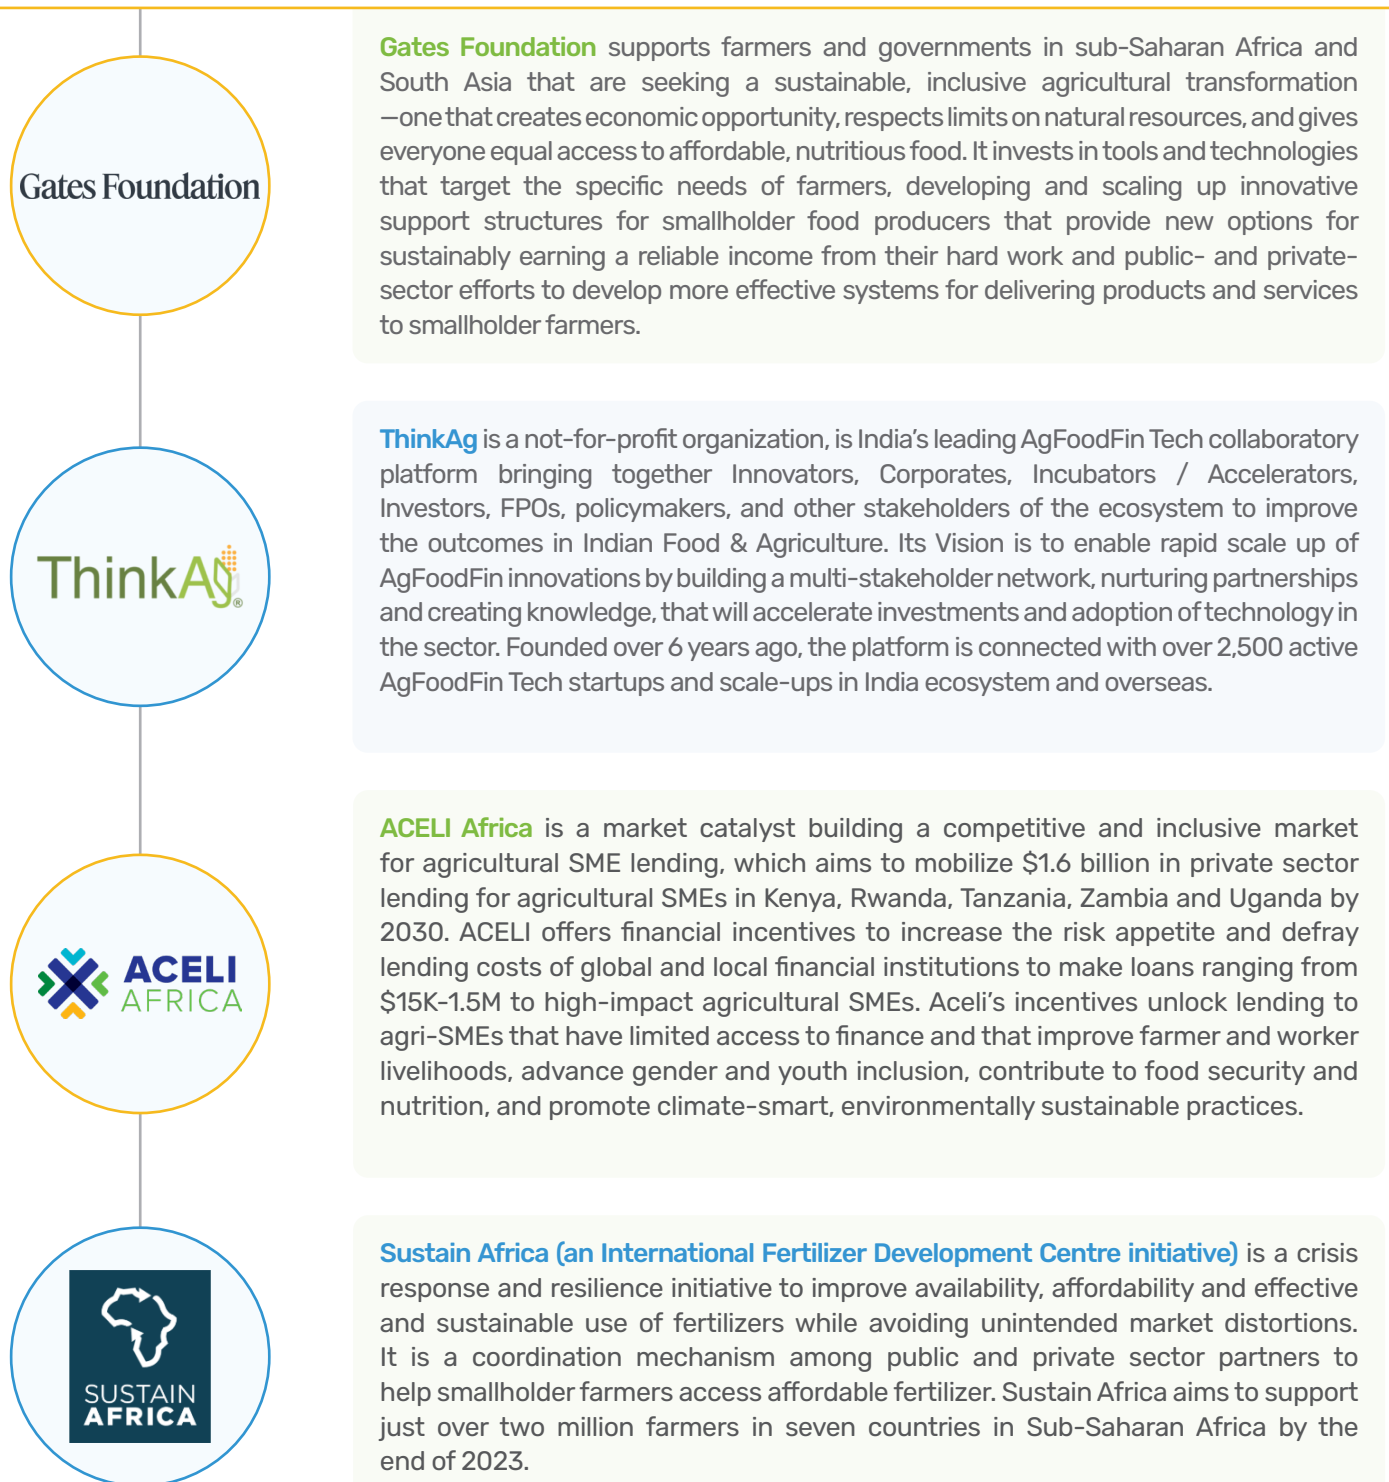 Gates Foundation
Gates Foundation supports farmers and governments in sub-Saharan Africa and
South Asia that are seeking a sustainable, inclusive agricultural transformation
—one that creates economic opportunity, respects limits on natural resources, and gives
everyone equal access to affordable, nutritious food. It invests in tools and technologies
that target the specific needs of farmers, developing and scaling up innovative
support structures for smallholder food producers that provide new options for
sustainably earning a reliable income from their hard work and public- and private-
sector efforts to develop more effective systems for delivering products and services
to smallholder farmers.
ThinkAg®
ThinkAg is a not-for-profit organization, is India's leading AgFoodFin Tech collaboratory
platform bringing together Innovators, Corporates, Incubators / Accelerators,
Investors, FPOs, policymakers, and other stakeholders of the ecosystem to improve
the outcomes in Indian Food & Agriculture. Its Vision is to enable rapid scale up of
AgFoodFin innovations by building a multi-stakeholder network, nurturing partnerships
and creating knowledge, that will accelerate investments and adoption of technology in
the sector. Founded over 6 years ago, the platform is connected with over 2,500 active
AgFoodFin Tech startups and scale-ups in India ecosystem and overseas.
ACELI
AFRICA
ACELI Africa is a market catalyst building a competitive and inclusive market
for agricultural SME lending, which aims to mobilize $1.6 billion in private sector
lending for agricultural SMEs in Kenya, Rwanda, Tanzania, Zambia and Uganda by
2030. ACELI offers financial incentives to increase the risk appetite and defray
lending costs of global and local financial institutions to make loans ranging from
$15K-1.5M to high-impact agricultural SMEs. Aceli's incentives unlock lending to
agri-SMEs that have limited access to finance and that improve farmer and worker
livelihoods, advance gender and youth inclusion, contribute to food security and
nutrition, and promote climate-smart, environmentally sustainable practices.
SUSTAIN
AFRICA
Sustain Africa (an International Fertilizer Development Centre initiative) is a crisis
response and resilience initiative to improve availability, affordability and effective
and sustainable use of fertilizers while avoiding unintended market distortions.
It is a coordination mechanism among public and private sector partners to
help smallholder farmers access affordable fertilizer. Sustain Africa aims to support
just over two million farmers in seven countries in Sub-Saharan Africa by the
end of 2023.